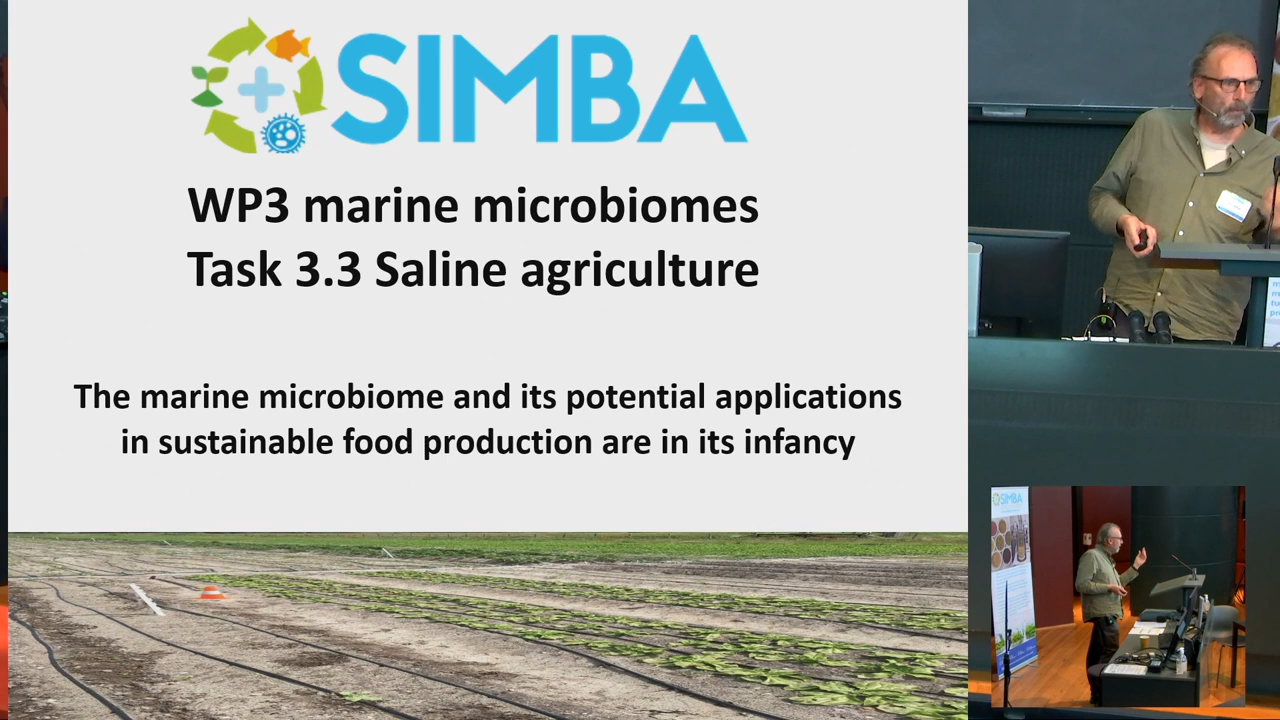 SIMBA
WP3 marine microbiomes
Task 3.3 Saline agriculture
The marine microbiome and its potential applications
in sustainable food production are in its infancy
SIMBA